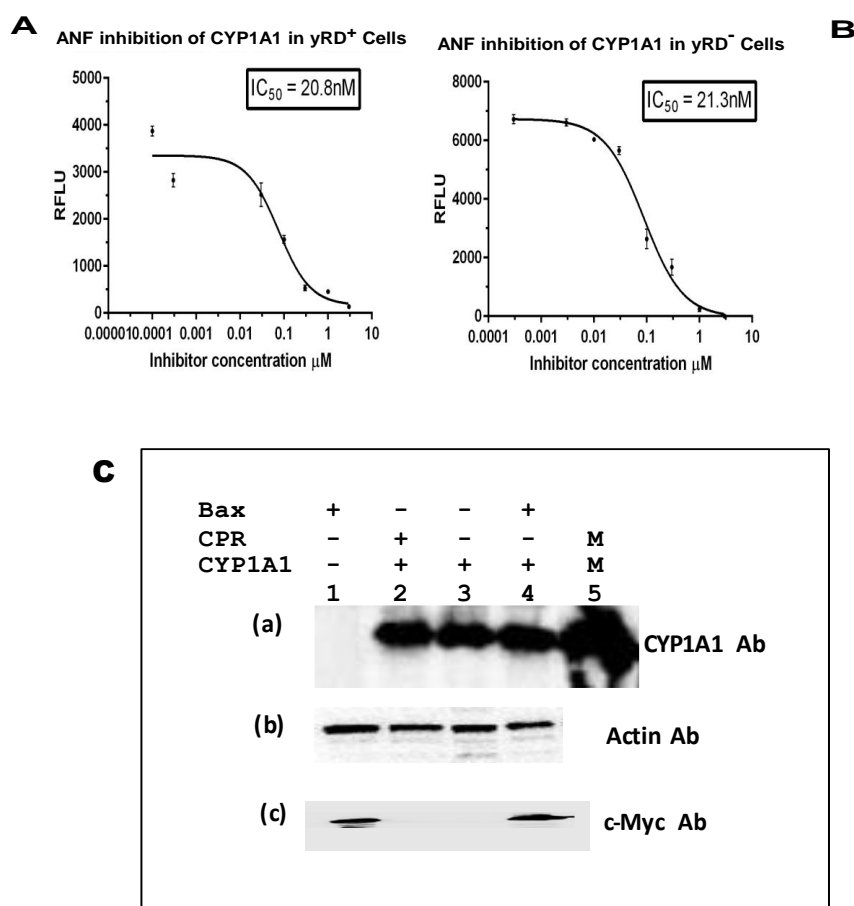 A
ANF inhibition of CYP1A1 in yRD⁺ Cells
IC₅₀ = 20.8nM
5000
4000
3000
2000
1000
0
RFLU
0.00001
0.0001
0.001
0.01
0.1
1
10
Inhibitor concentration μM
B
ANF inhibition of CYP1A1 in yRD⁻ Cells
IC₅₀ = 21.3nM
8000
6000
4000
2000
0
RFLU
0.0001
0.001
0.01
0.1
1
10
Inhibitor concentration μM
C
Bax + - - +
CPR - + - - M
CYP1A1 - + + + M
1 2 3 4 5
(a) CYP1A1 Ab
(b) Actin Ab
(c) c-Myc Ab